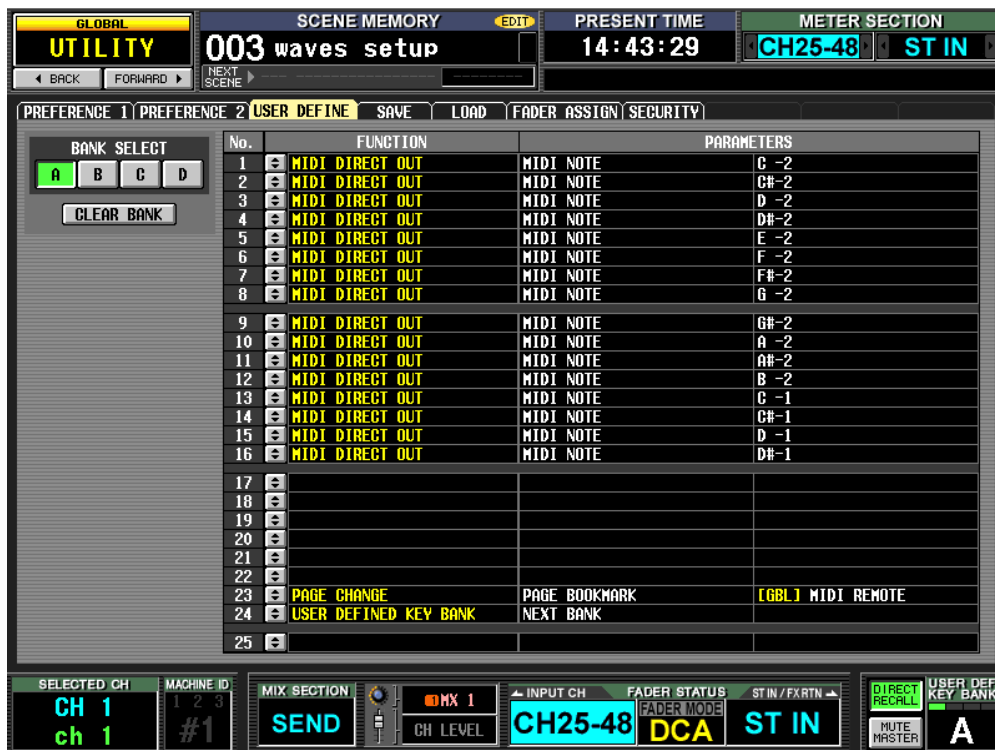 GLOBAL
UTILITY
◀ BACK FORWARD ▶
SCENE MEMORY EDIT
003 waves setup
NEXT SCENE
PRESENT TIME
14:43:29
METER SECTION
CH25-48 ST IN
PREFERENCE 1 PREFERENCE 2 USER DEFINE SAVE LOAD FADER ASSIGN SECURITY
BANK SELECT
A B C D
CLEAR BANK
No. FUNCTION PARAMETERS
1 MIDI DIRECT OUT MIDI NOTE C -2
2 MIDI DIRECT OUT MIDI NOTE C#-2
3 MIDI DIRECT OUT MIDI NOTE D -2
4 MIDI DIRECT OUT MIDI NOTE D#-2
5 MIDI DIRECT OUT MIDI NOTE E -2
6 MIDI DIRECT OUT MIDI NOTE F -2
7 MIDI DIRECT OUT MIDI NOTE F#-2
8 MIDI DIRECT OUT MIDI NOTE G -2
9 MIDI DIRECT OUT MIDI NOTE G#-2
10 MIDI DIRECT OUT MIDI NOTE A -2
11 MIDI DIRECT OUT MIDI NOTE A#-2
12 MIDI DIRECT OUT MIDI NOTE B -2
13 MIDI DIRECT OUT MIDI NOTE C -1
14 MIDI DIRECT OUT MIDI NOTE C#-1
15 MIDI DIRECT OUT MIDI NOTE D -1
16 MIDI DIRECT OUT MIDI NOTE D#-1
17
18
19
20
21
22
23 PAGE CHANGE PAGE BOOKMARK [GBL] MIDI REMOTE
24 USER DEFINED KEY BANK NEXT BANK
25
SELECTED CH
CH 1
ch 1
MACHINE ID
1 2 3
#1
MIX SECTION
SEND
MX 1
CH LEVEL
INPUT CH FADER STATUS ST IN / FX RTN
CH25-48
FADER MODE
DCA
ST IN
DIRECT RECALL
MUTE MASTER
USER DEF
KEY BANK
A